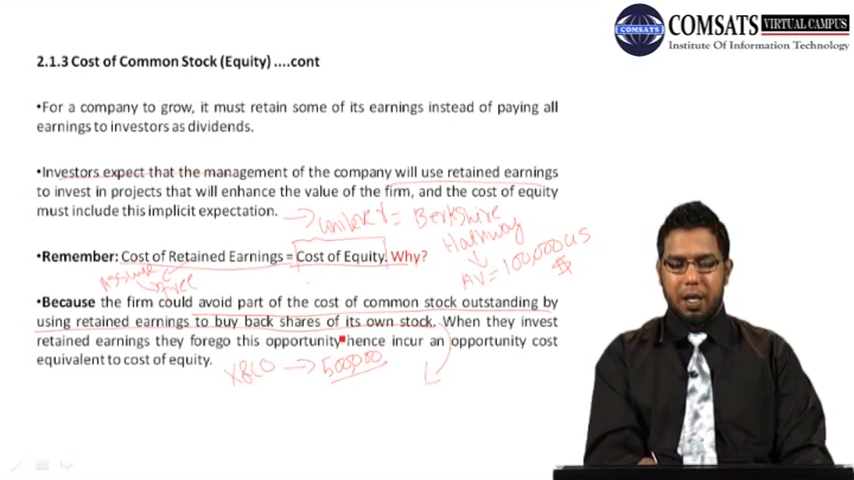 COMSATS VIRTUAL CAMPUS
Institute Of Information Technology
COMSATS
2.1.3 Cost of Common Stock (Equity) ....cont
•For a company to grow, it must retain some of its earnings instead of paying all
earnings to investors as dividends.
•Investors expect that the management of the company will use retained earnings
to invest in projects that will enhance the value of the firm, and the cost of equity
must include this implicit expectation.
Unilever = Berkshire
Hathway
AV = 100,000 US
$
•Remember: Cost of Retained Earnings = Cost of Equity. Why?
Assume
Free
•Because the firm could avoid part of the cost of common stock outstanding by
using retained earnings to buy back shares of its own stock. When they invest
retained earnings they forego this opportunity hence incur an opportunity cost
equivalent to cost of equity.
500,000